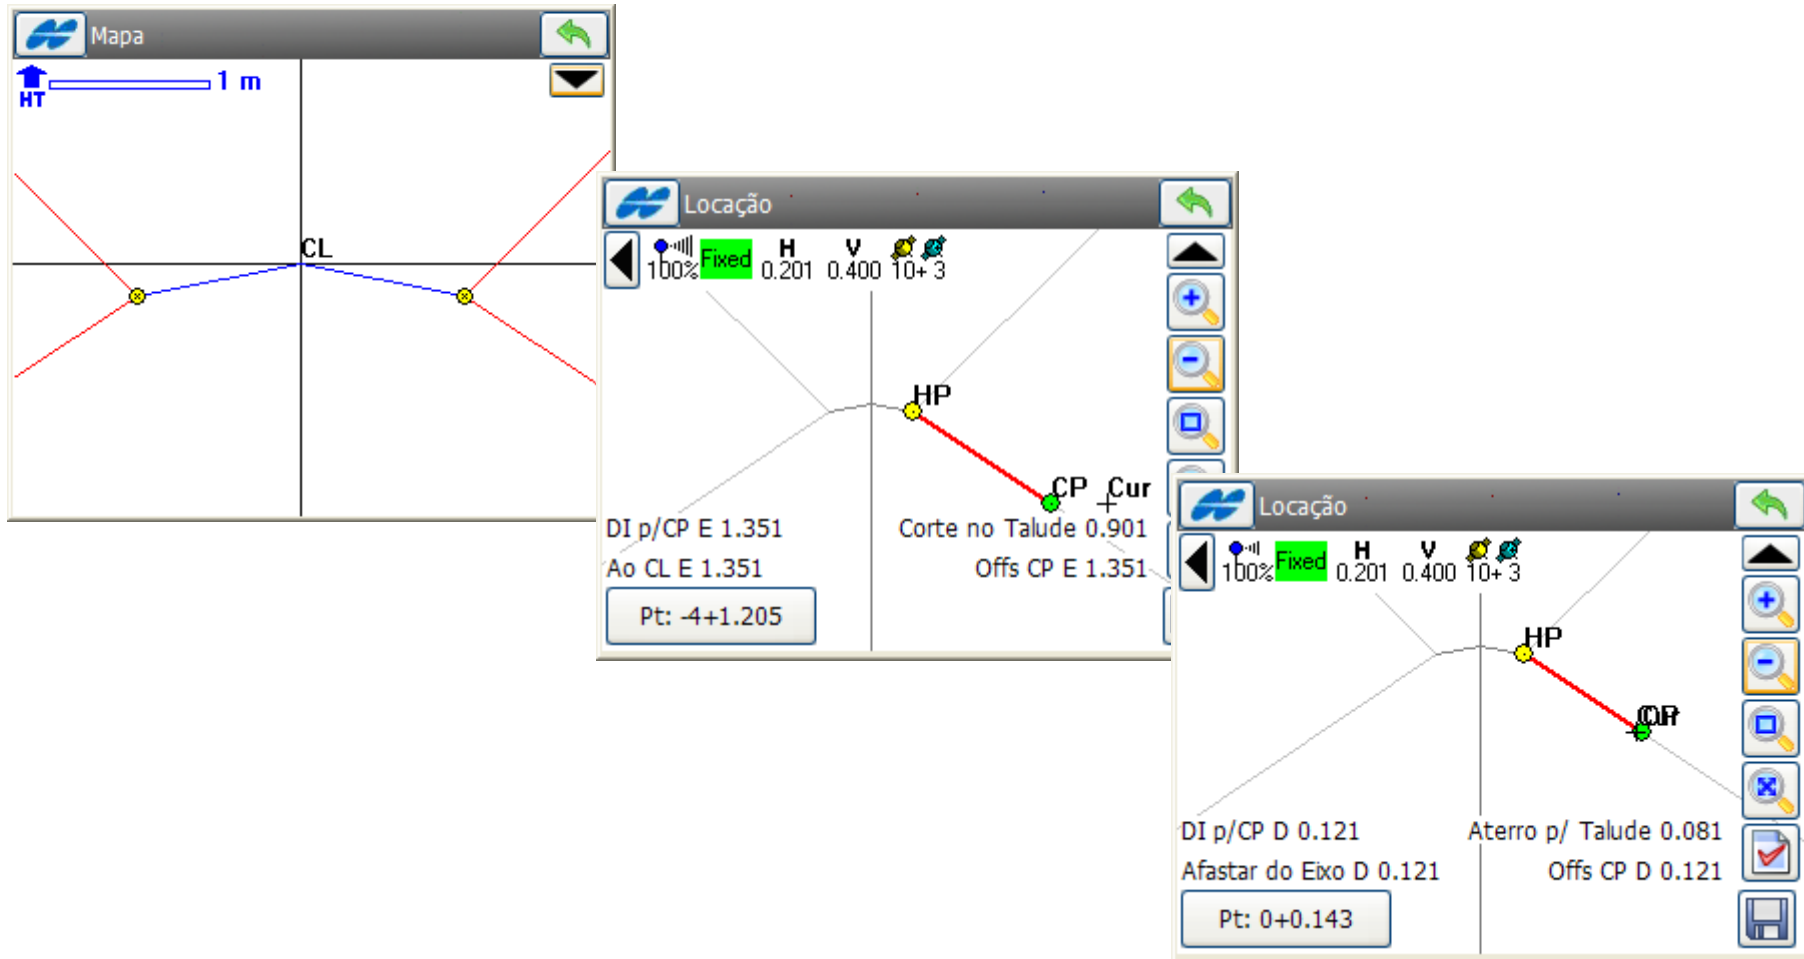 Mapa
1 m
HT
CL
Locação
H V
Fixed
100% 0.201 0.400 10+ 3
HP
CP Cur
DI p/CP E 1.351 Corte no Talude 0.901
Ao CL E 1.351 Offs CP E 1.351
Pt: -4+1.205
Locação
H V
Fixed
100% 0.201 0.400 10+ 3
HP
DI p/CP D 0.121 Aterro p/ Talude 0.081
Afastar do Eixo D 0.121 Offs CP D 0.121
Pt: 0+0.143